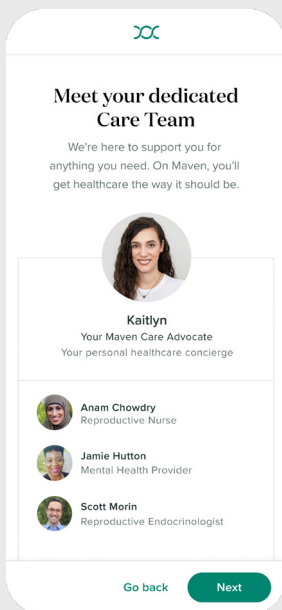 Meet your dedicated
Care Team
We're here to support you for
anything you need. On Maven, you'll
get healthcare the way it should be.
Kaitlyn
Your Maven Care Advocate
Your personal healthcare concierge
Anam Chowdry
Reproductive Nurse
Jamie Hutton
Mental Health Provider
Scott Morin
Reproductive Endocrinologist
Go back
Next